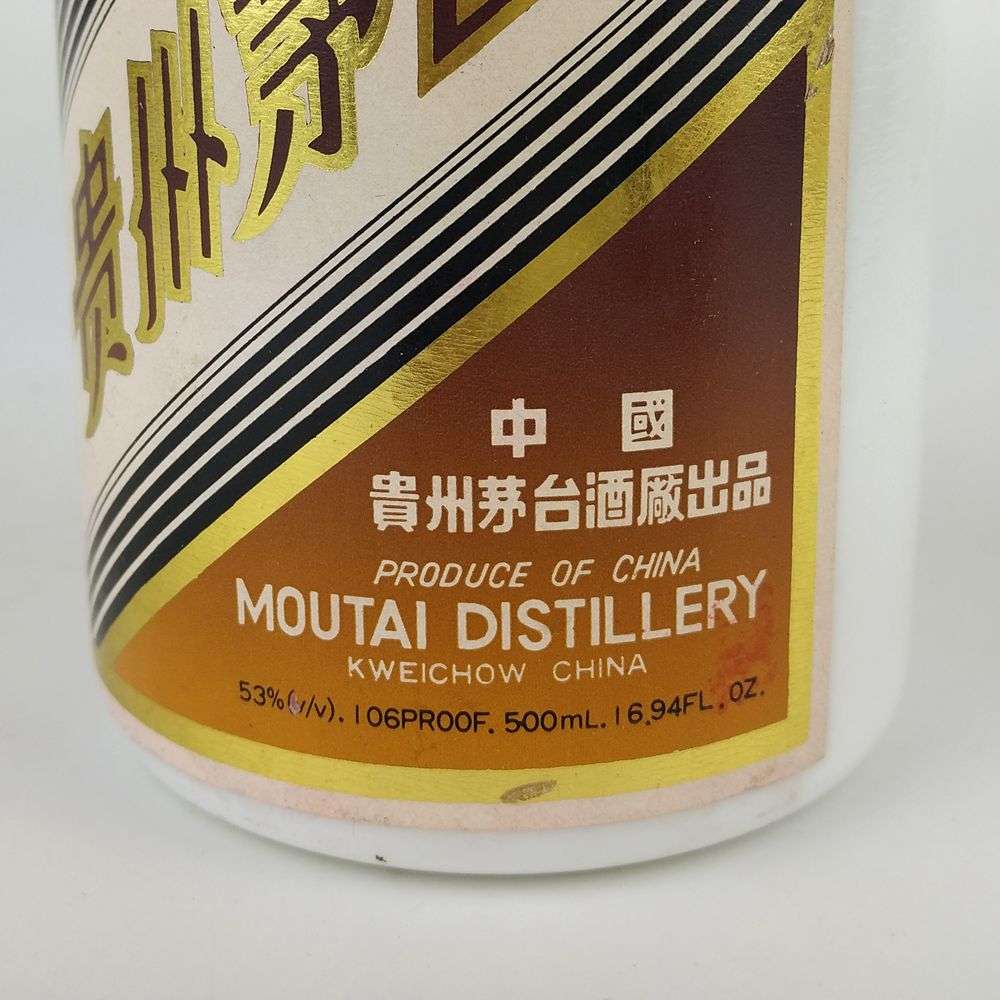 贵州茅
中國
貴州茅台酒廠出品
PRODUCE OF CHINA
MOUTAI DISTILLERY
KWEICHOW CHINA
53%(v/v). 106PROOF. 500mL. 16.94FL. OZ.